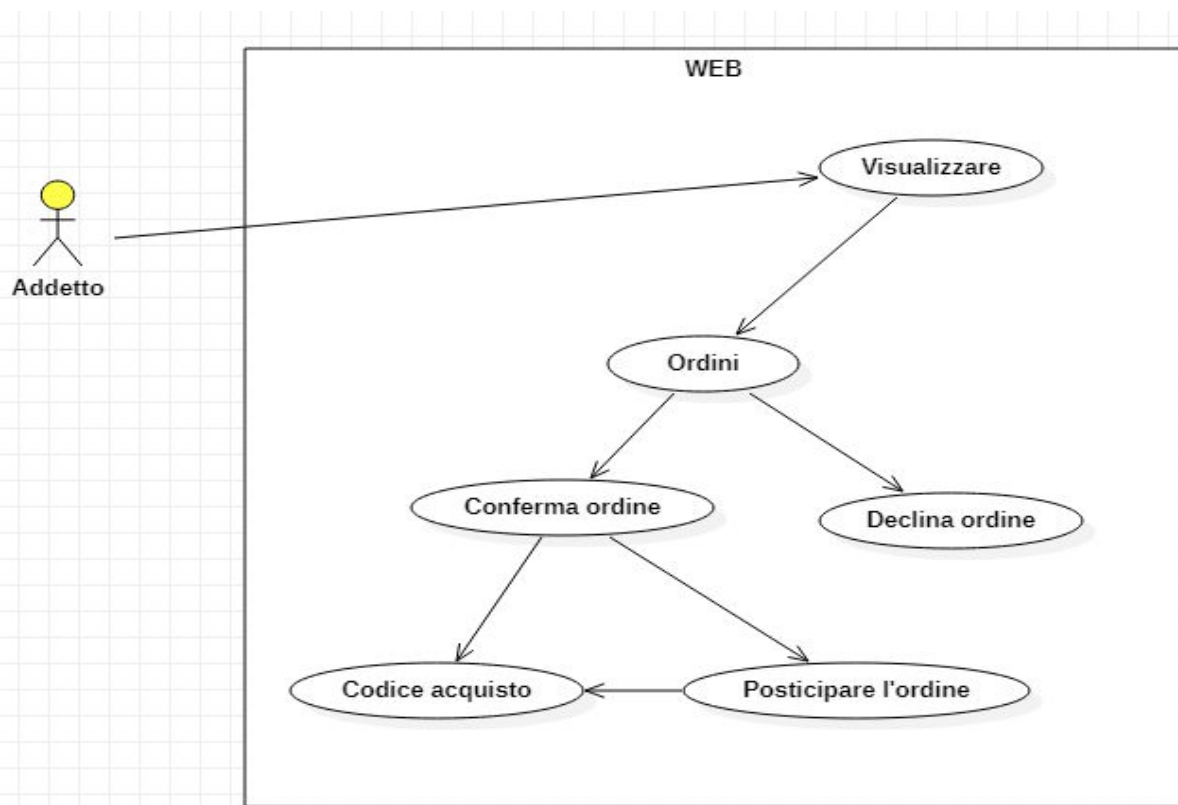 WEB
Visualizzare
Addetto
Ordini
Conferma ordine
Declina ordine
Codice acquisto
Posticipare l'ordine